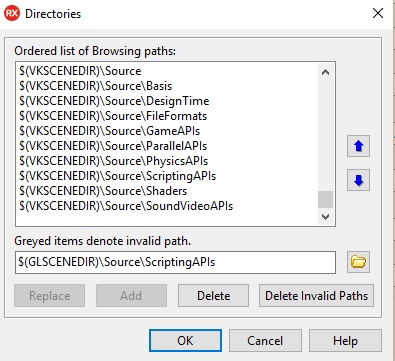 RX Directories
Ordered list of Browsing paths:
$(VKSCENEDIR)\Source
$(VKSCENEDIR)\Source\Basis
$(VKSCENEDIR)\Source\DesignTime
$(VKSCENEDIR)\Source\FileFormats
$(VKSCENEDIR)\Source\GameAPIs
$(VKSCENEDIR)\Source\ParallelAPIs
$(VKSCENEDIR)\Source\PhysicsAPIs
$(VKSCENEDIR)\Source\ScriptingAPIs
$(VKSCENEDIR)\Source\Shaders
$(VKSCENEDIR)\Source\SoundVideoAPIs
Greyed items denote invalid path.
$(GLSCENEDIR)\Source\ScriptingAPIs
Replace Add Delete Delete Invalid Paths
OK Cancel Help